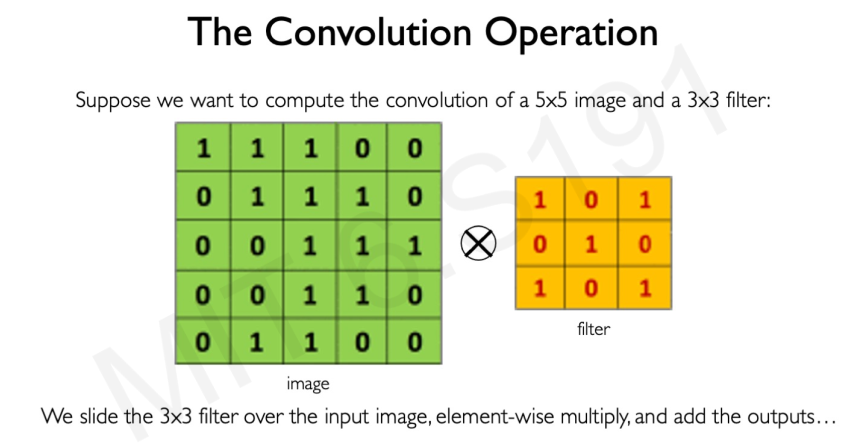 The Convolution Operation
Suppose we want to compute the convolution of a 5x5 image and a 3x3 filter:
1 1 1 0 0
0 1 1 1 0
0 0 1 1 1
0 0 1 1 0
0 1 1 0 0
image
1 0 1
0 1 0
1 0 1
filter
We slide the 3x3 filter over the input image, element-wise multiply, and add the outputs…
MIT 6.S191